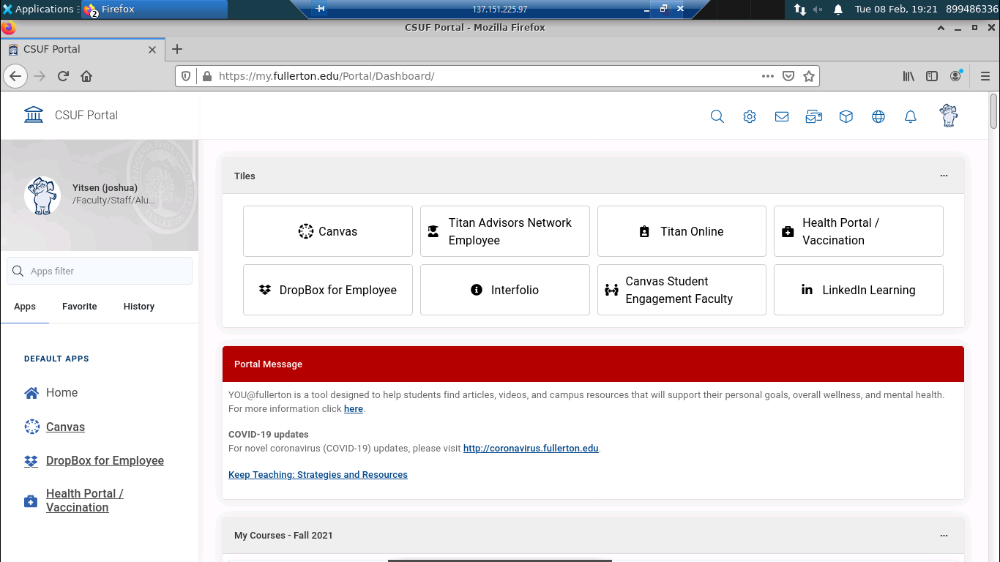 Applications
2
Firefox
137.151.225.97
Tue 08 Feb, 19:21
899486336
CSUF Portal - Mozilla Firefox
CSUF Portal
https://my.fullerton.edu/Portal/Dashboard/
CSUF Portal
Yitsen (joshua)
/Faculty/Staff/Alu...
Apps filter
Apps
Favorite
History
DEFAULT APPS
Home
Canvas
DropBox for Employee
Health Portal /
Vaccination
Tiles
Canvas
Titan Advisors Network
Employee
Titan Online
Health Portal /
Vaccination
DropBox for Employee
Interfolio
Canvas Student
Engagement Faculty
LinkedIn Learning
Portal Message
YOU@fullerton is a tool designed to help students find articles, videos, and campus resources that will support their personal goals, overall wellness, and mental health.
For more information click here.
COVID-19 updates
For novel coronavirus (COVID-19) updates, please visit http://coronavirus.fullerton.edu.
Keep Teaching: Strategies and Resources
My Courses - Fall 2021